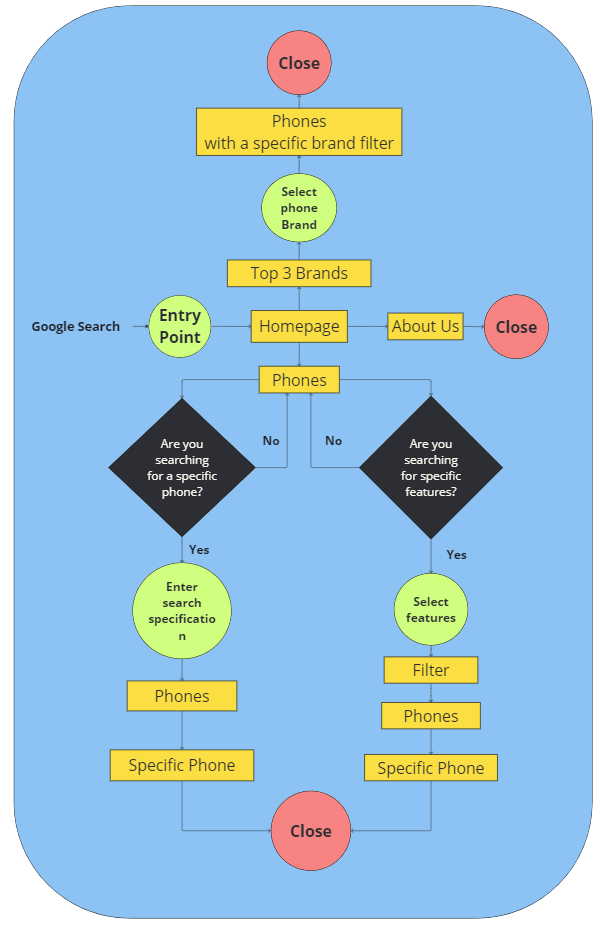 Close
Phones
with a specific brand filter
Select
phone
Brand
Top 3 Brands
Google Search
Entry
Point
Homepage
About Us
Close
Phones
Are you
searching
for a specific
phone?
No
No
Are you
searching
for specific
features?
Yes
Yes
Enter
search
specificatio
n
Select
features
Filter
Phones
Phones
Specific Phone
Specific Phone
Close